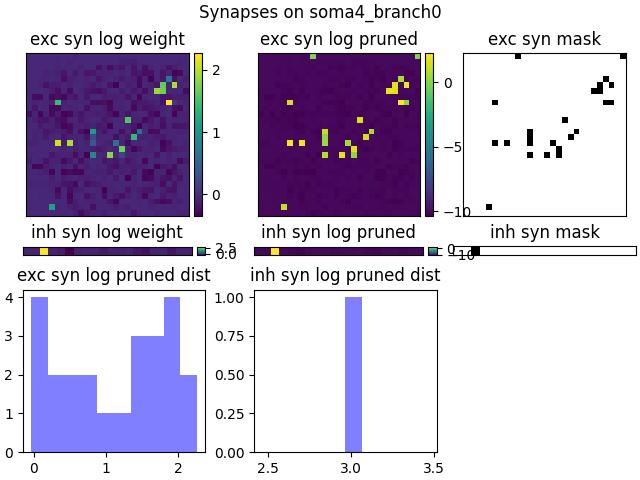 Synapses on soma4_branch0
exc syn log weight
exc syn log pruned
exc syn mask
2
1
0
0
−5
−10
inh syn log weight
inh syn log pruned
inh syn mask
2.5
0.0
0
−10
exc syn log pruned dist
inh syn log pruned dist
4
3
2
1
0
0 1 2
1.00
0.75
0.50
0.25
0.00
2.5 3.0 3.5